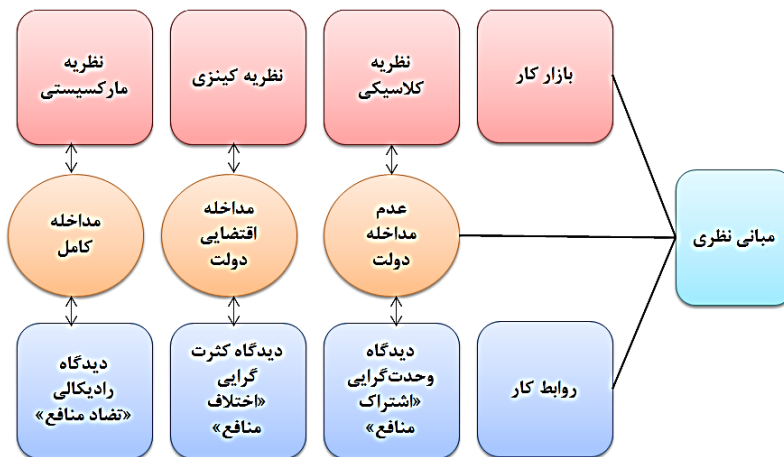 بازار کار
نظریه
کلاسیکی
نظریه کینزی
نظریه
مارکسیستی
مبانی نظری
عدم
مداخله
دولت
مداخله
اقتضایی
دولت
مداخله
کامل
روابط کار
دیدگاه
وحدت‌گرایی
«اشتراک
منافع»
دیدگاه کثرت
گرایی
«اختلاف
منافع»
دیدگاه
رادیکالی
«تضاد منافع»